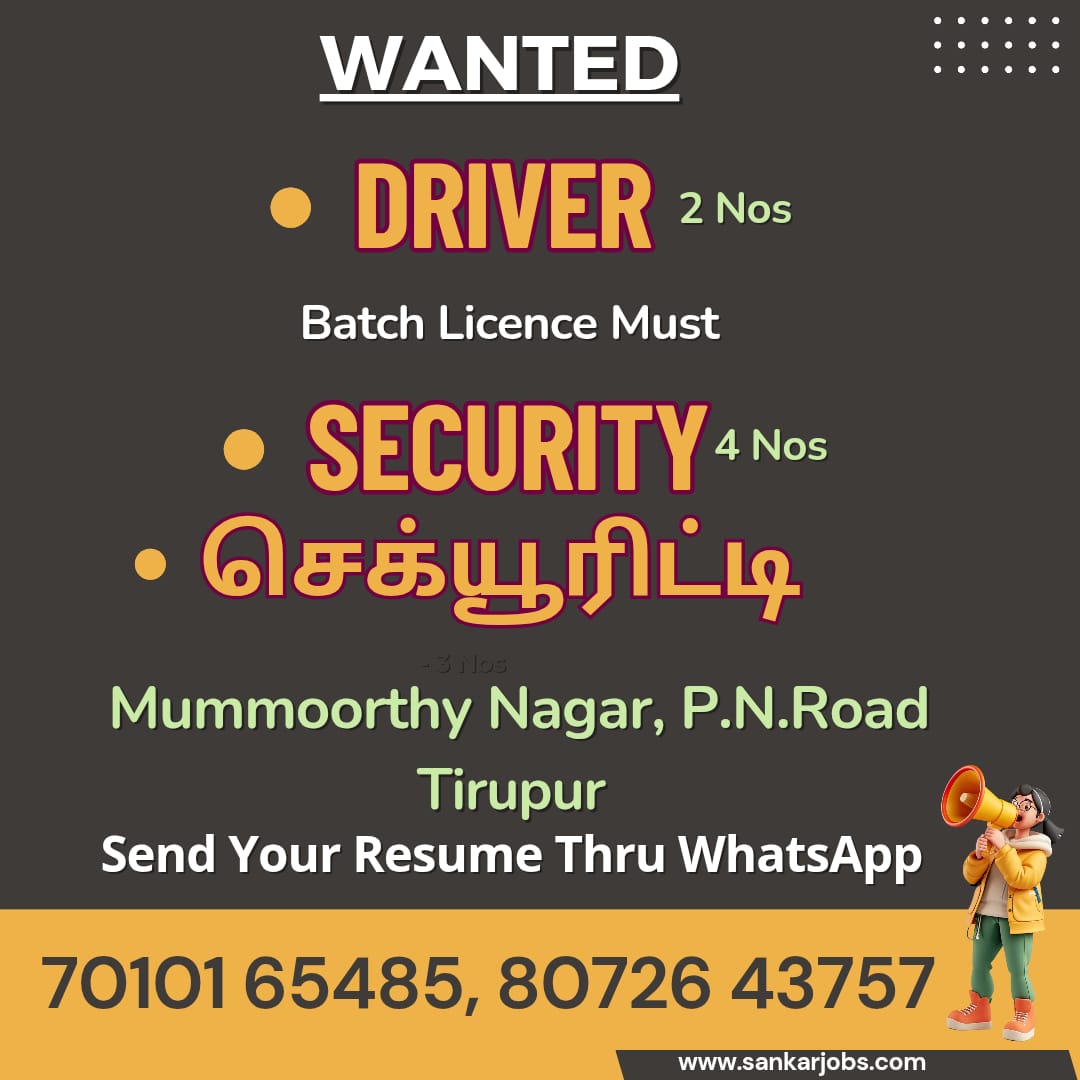 WANTED
DRIVER 2 Nos
Batch Licence Must
SECURITY 4 Nos
செக்யூரிட்டி
- 3 Nos
Mummoorthy Nagar, P.N.Road
Tirupur
Send Your Resume Thru WhatsApp
70101 65485, 80726 43757
www.sankarjobs.com